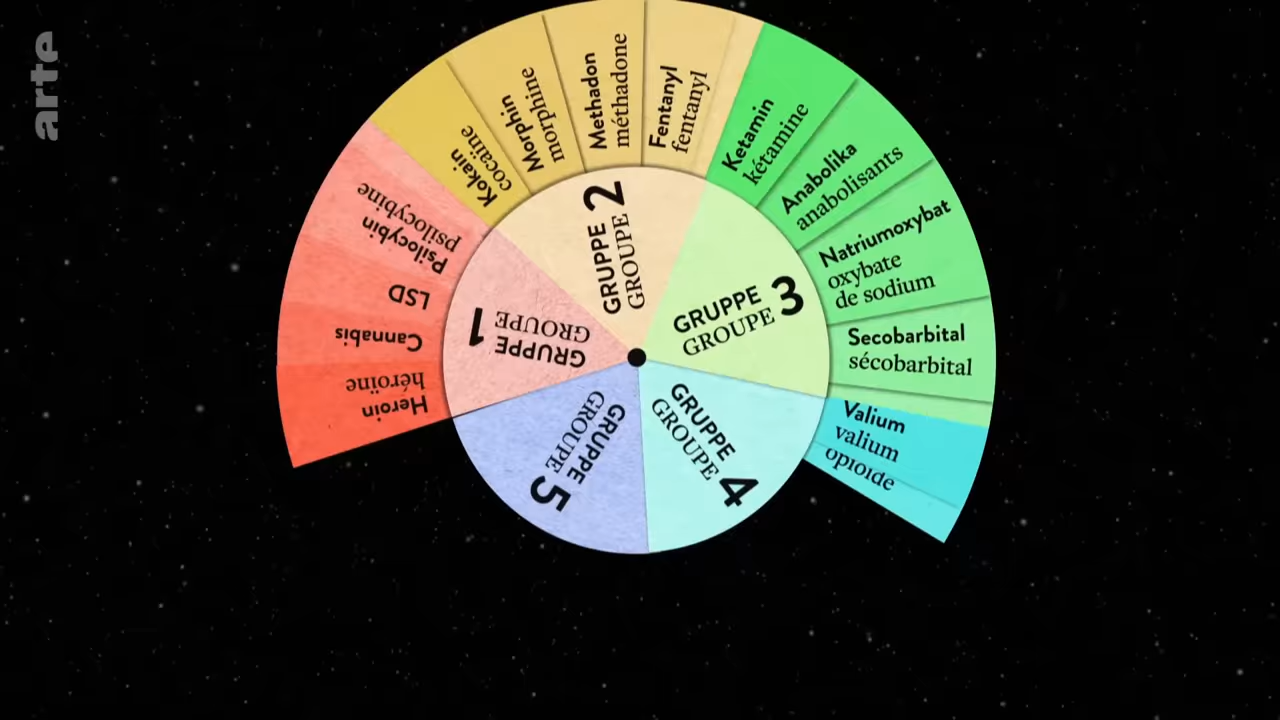 arte
GRUPPE 1
GROUPE
Heroin
héroïne
Cannabis
LSD
Psilocybin
psilocybine
GRUPPE 2
GROUPE
Kokain
cocaïne
Morphin
morphine
Methadon
méthadone
Fentanyl
fentanyl
GRUPPE 3
GROUPE
Ketamin
kétamine
Anabolika
anabolisants
Natriumoxybat
oxybate
de sodium
Secobarbital
sécobarbital
GRUPPE 4
GROUPE
Valium
valium
opioïde
GRUPPE 5
GROUPE